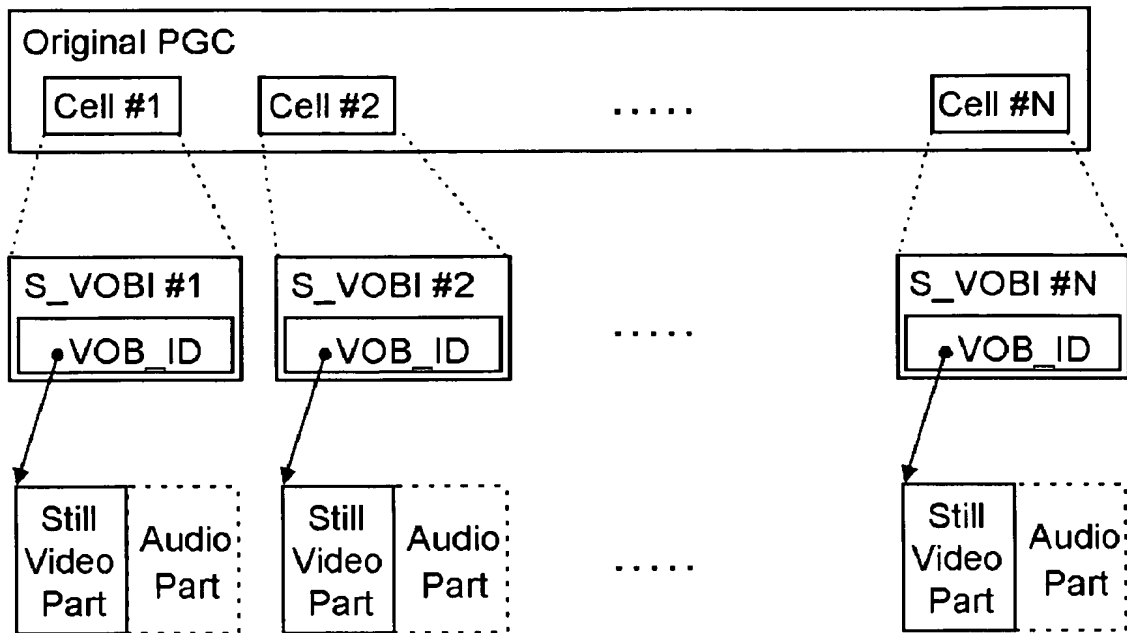 Original PGC
Cell #1 Cell #2 ..... Cell #N
S_VOBI #1 S_VOBI #2 S_VOBI #N
.....
VOB_ID VOB_ID VOB_ID
Still Video Part Audio Part Still Video Part Audio Part ..... Still Video Part Audio Part